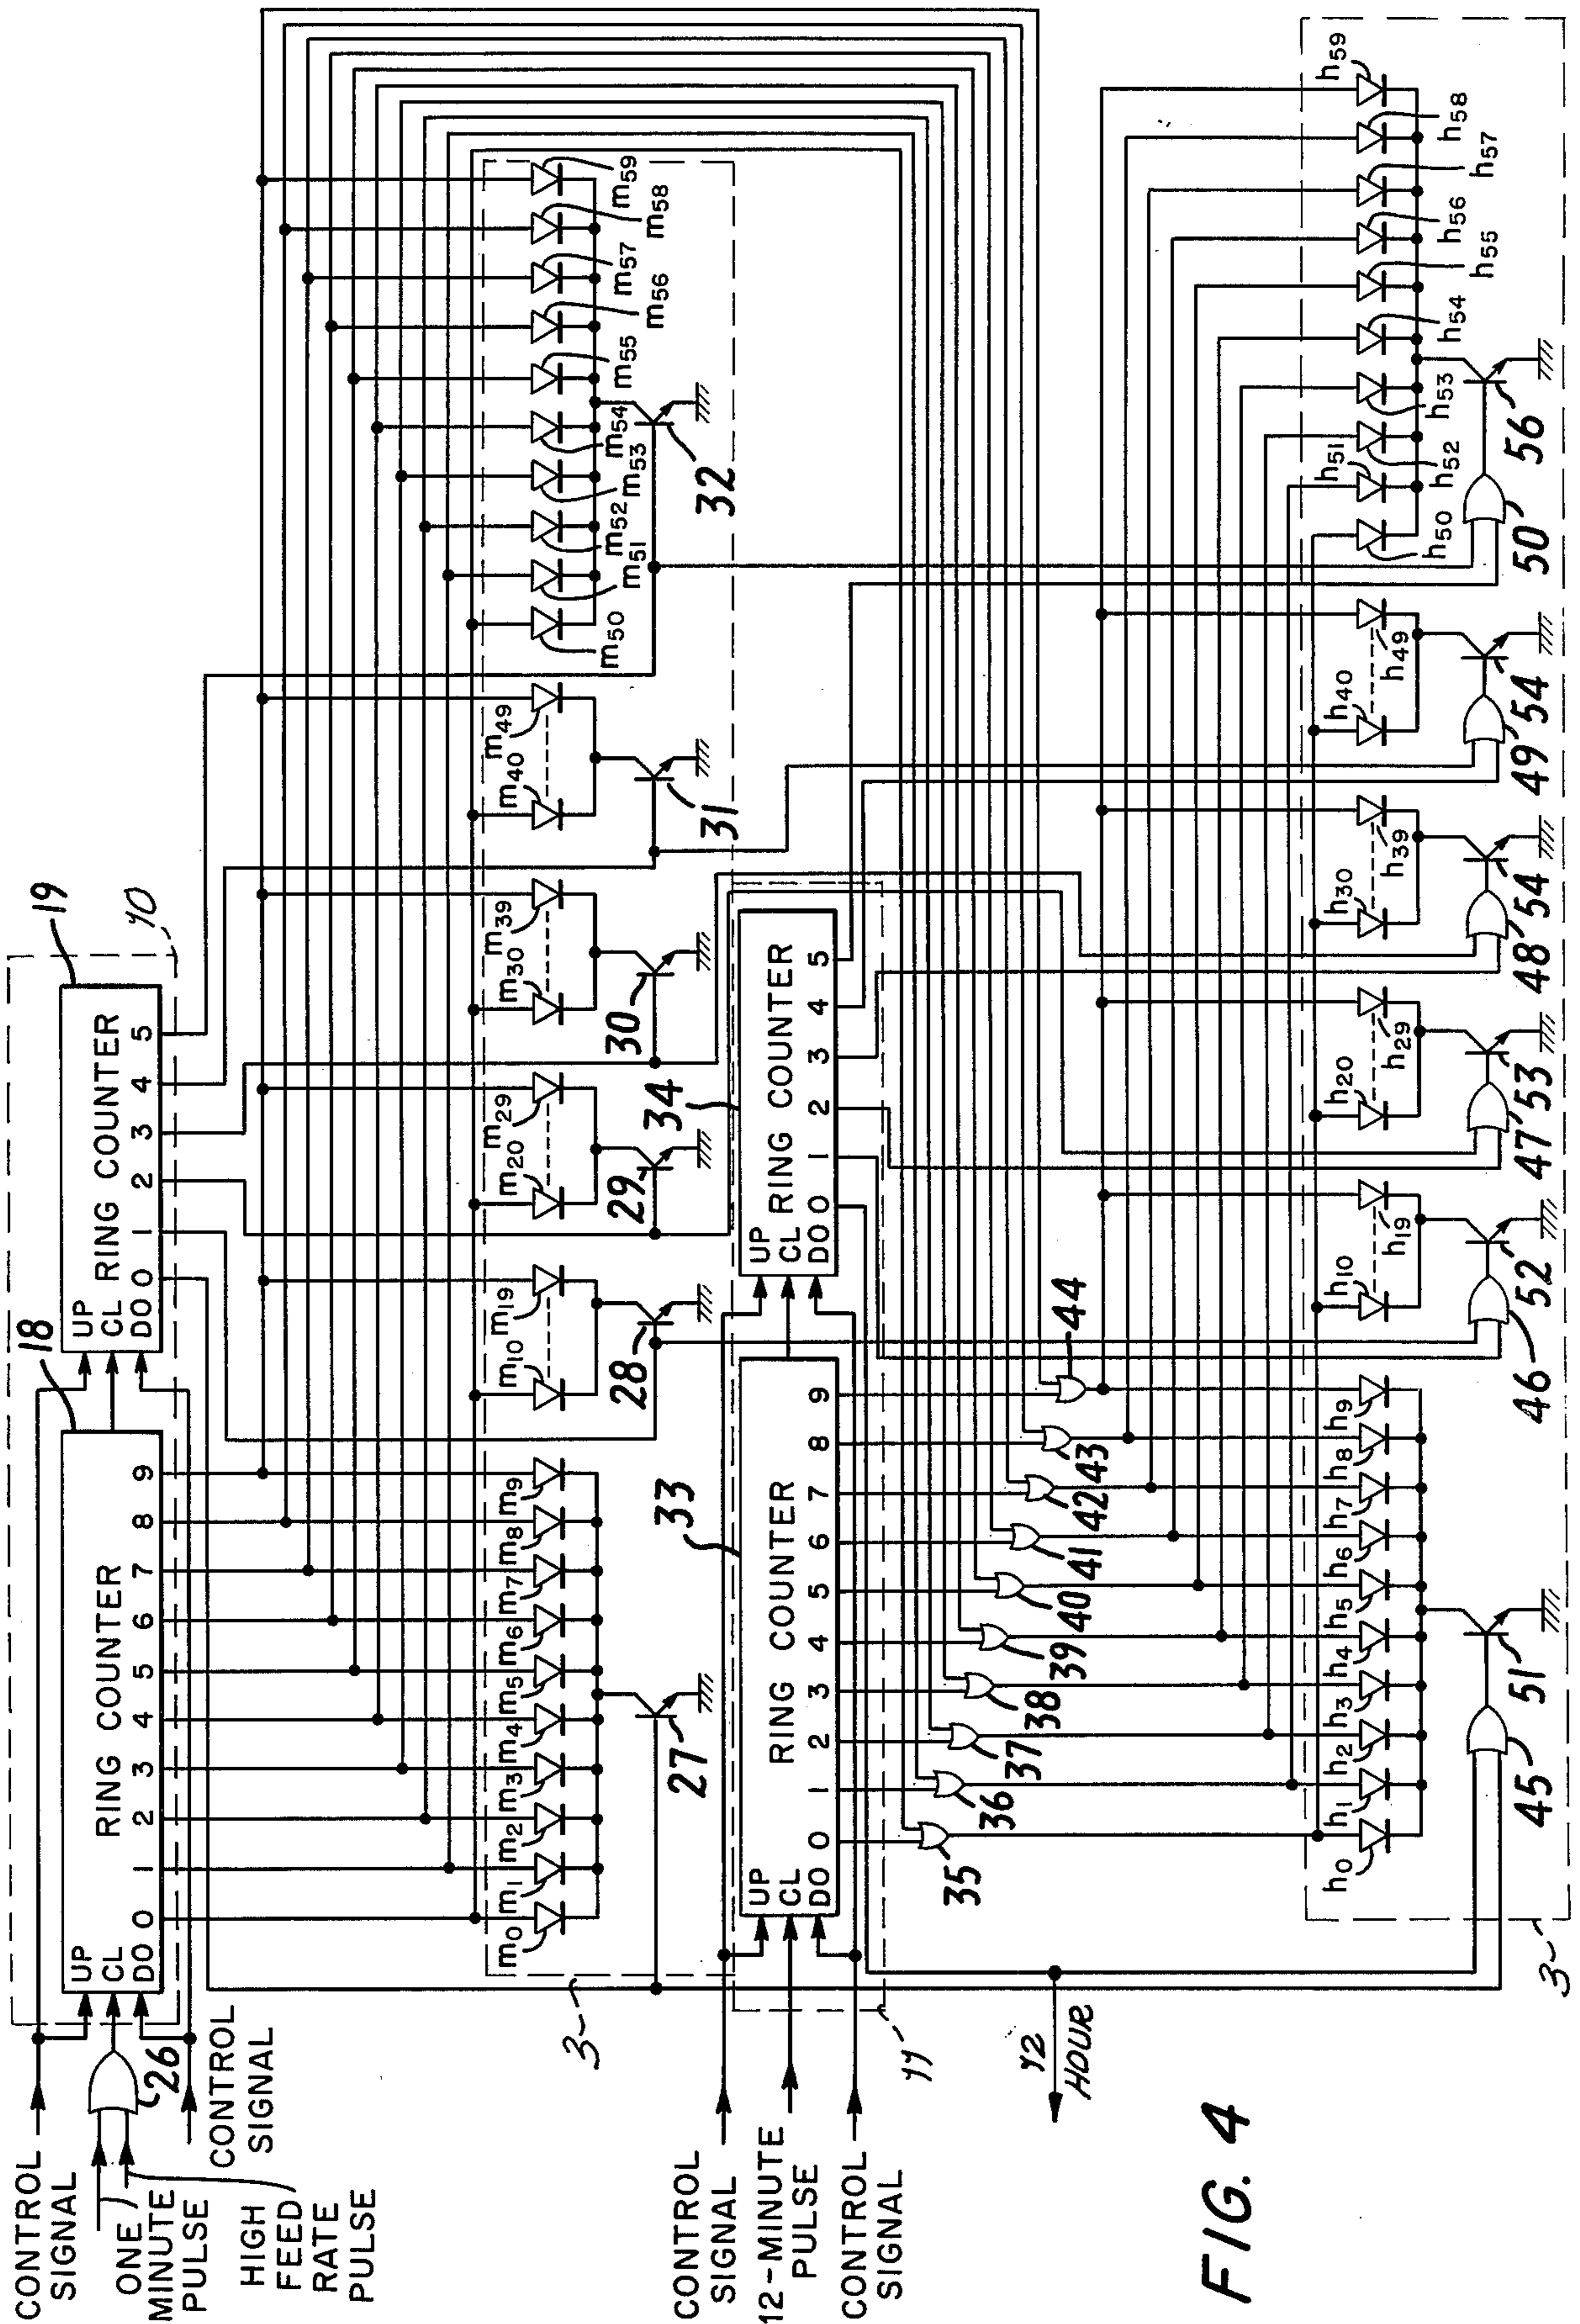 CONTROL
SIGNAL
ONE
MINUTE
PULSE
HIGH
FEED
RATE
PULSE
CONTROL
SIGNAL
26
18
UP
CL
DO
RING COUNTER
0 1 2 3 4 5 6 7 8 9
19
10
UP
CL
DO
RING COUNTER
0 1 2 3 4 5
m0 m1 m2 m3 m4 m5 m6 m7 m8 m9
m10 m19
m20 m29
m30 m39
m40 m49
m50 m51 m52 m53 m54 m55 m56 m57 m58 m59
27
28
29
30
31
32
3
CONTROL
SIGNAL
12-MINUTE
PULSE
CONTROL
SIGNAL
33
UP
CL
DO
RING COUNTER
0 1 2 3 4 5 6 7 8 9
34
UP
CL
DO
RING COUNTER
0 1 2 3 4 5
11
12
HOUR
35
36
37
38
39
40
41
42
43
44
h0 h1 h2 h3 h4 h5 h6 h7 h8 h9
h10 h19
h20 h29
h30 h39
h40 h49
h50 h51 h52 h53 h54 h55 h56 h57 h58 h59
45
51
46
52
47
53
48
54
49
54
50
56
3
FIG. 4